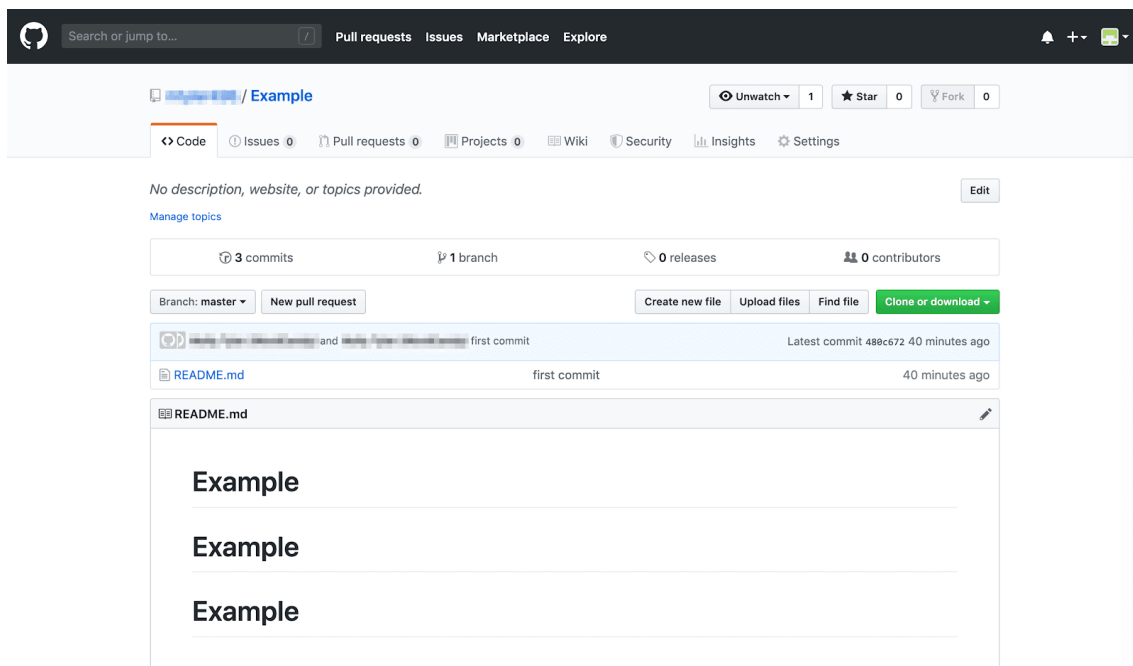 Search or jump to... / Pull requests Issues Marketplace Explore
/ Example Unwatch 1 Star 0 Fork 0
Code Issues 0 Pull requests 0 Projects 0 Wiki Security Insights Settings
No description, website, or topics provided. Edit
Manage topics
3 commits 1 branch 0 releases 0 contributors
Branch: master New pull request Create new file Upload files Find file Clone or download
and first commit Latest commit 480c672 40 minutes ago
README.md first commit 40 minutes ago
README.md
Example
Example
Example